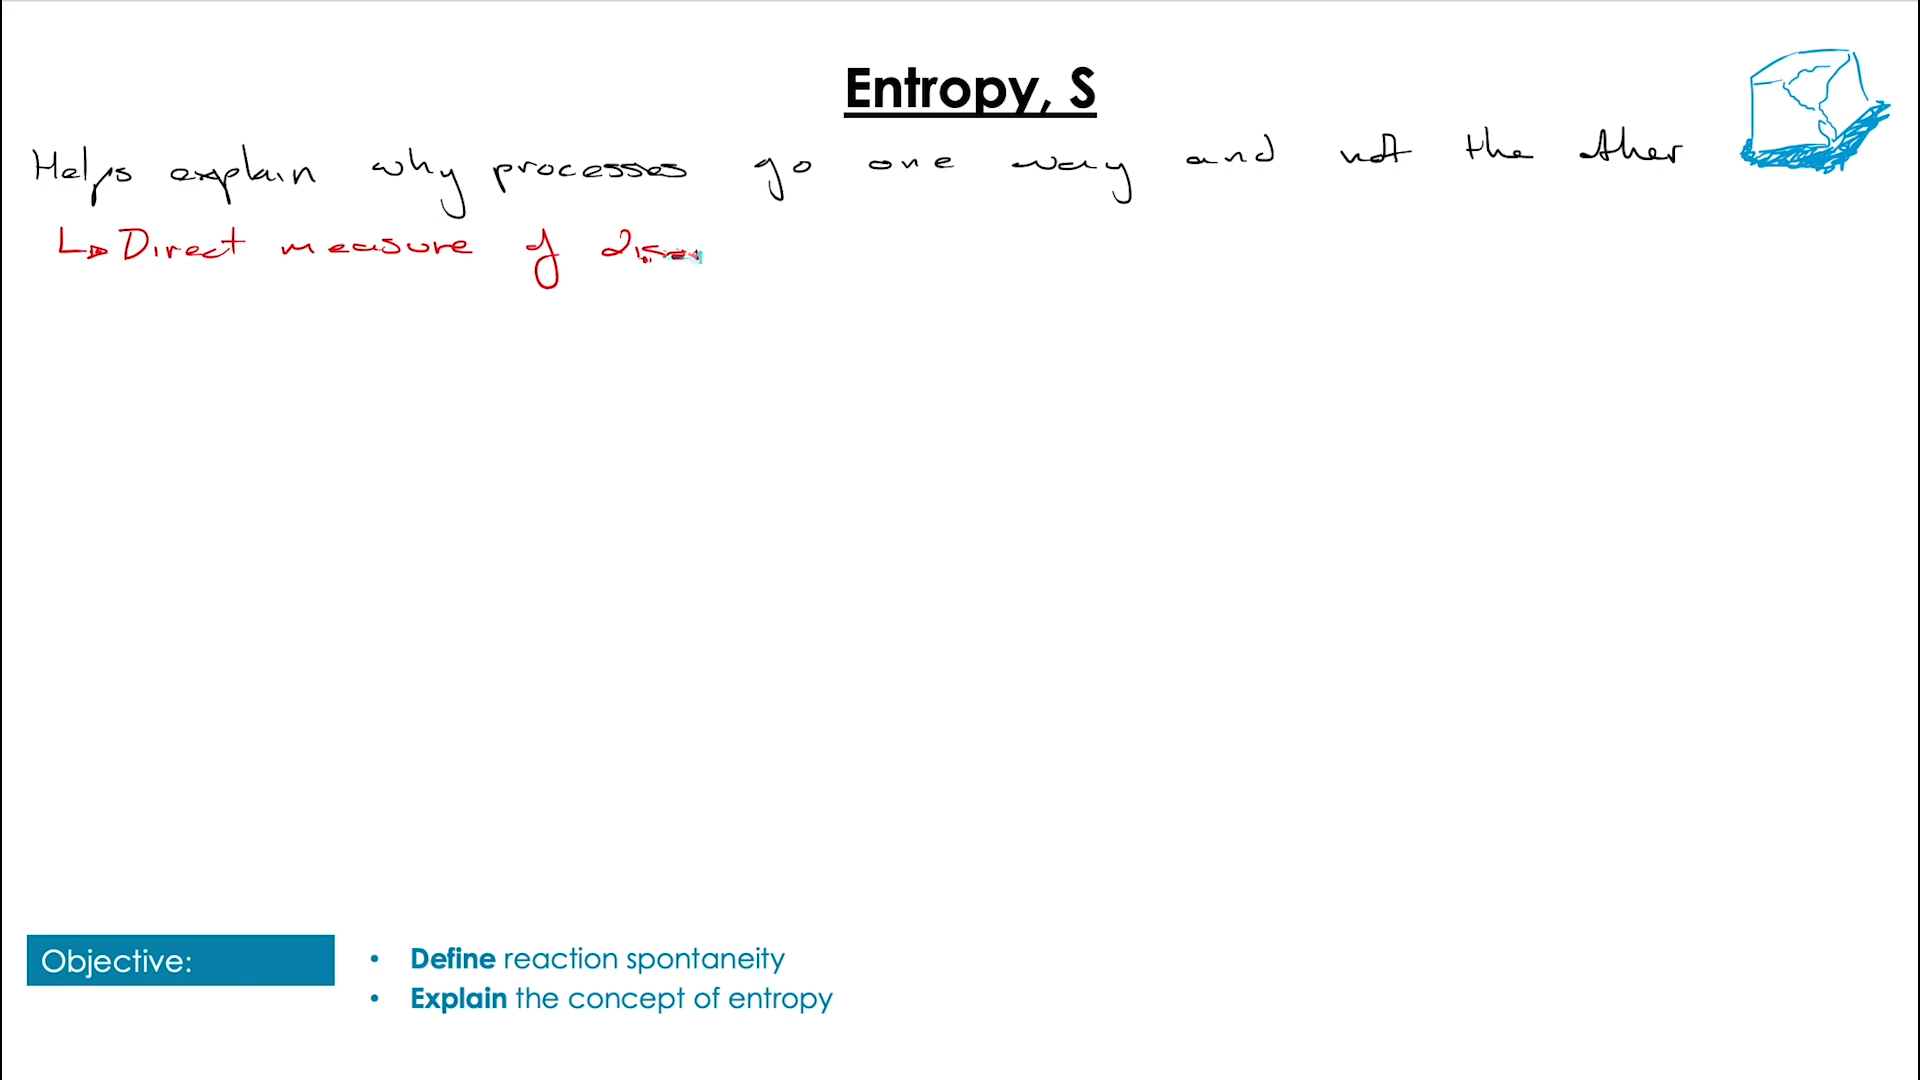 Entropy, S
Helps explain why processes go one way and not the other
Direct measure of
Objective:
• Define reaction spontaneity
• Explain the concept of entropy